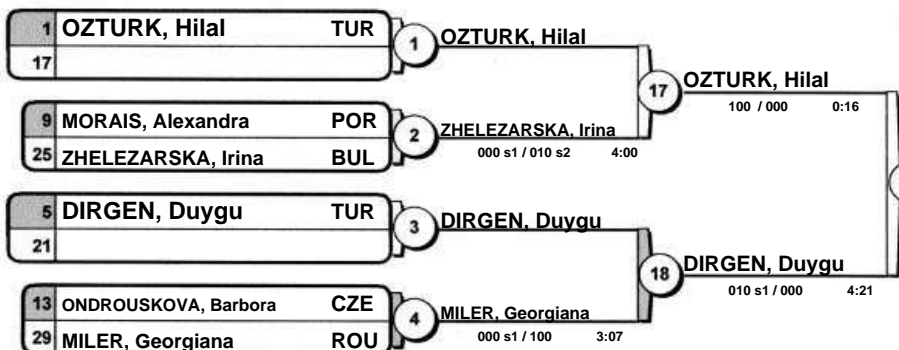 1 OZTURK, Hilal TUR
17
1 OZTURK, Hilal
17 OZTURK, Hilal
100 / 000 0:16
9 MORAIS, Alexandra POR
25 ZHELEZARSKA, Irina BUL
2 ZHELEZARSKA, Irina
000 s1 / 010 s2 4:00
5 DIRGEN, Duygu TUR
21
3 DIRGEN, Duygu
18 DIRGEN, Duygu
010 s1 / 000 4:21
13 ONDROUSKOVA, Barbora CZE
29 MILER, Georgiana ROU
4 MILER, Georgiana
000 s1 / 100 3:07